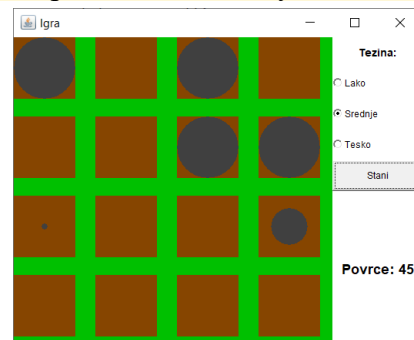 Igra
Tezina:
Lako
Srednje
Tesko
Stani
Povrce: 45